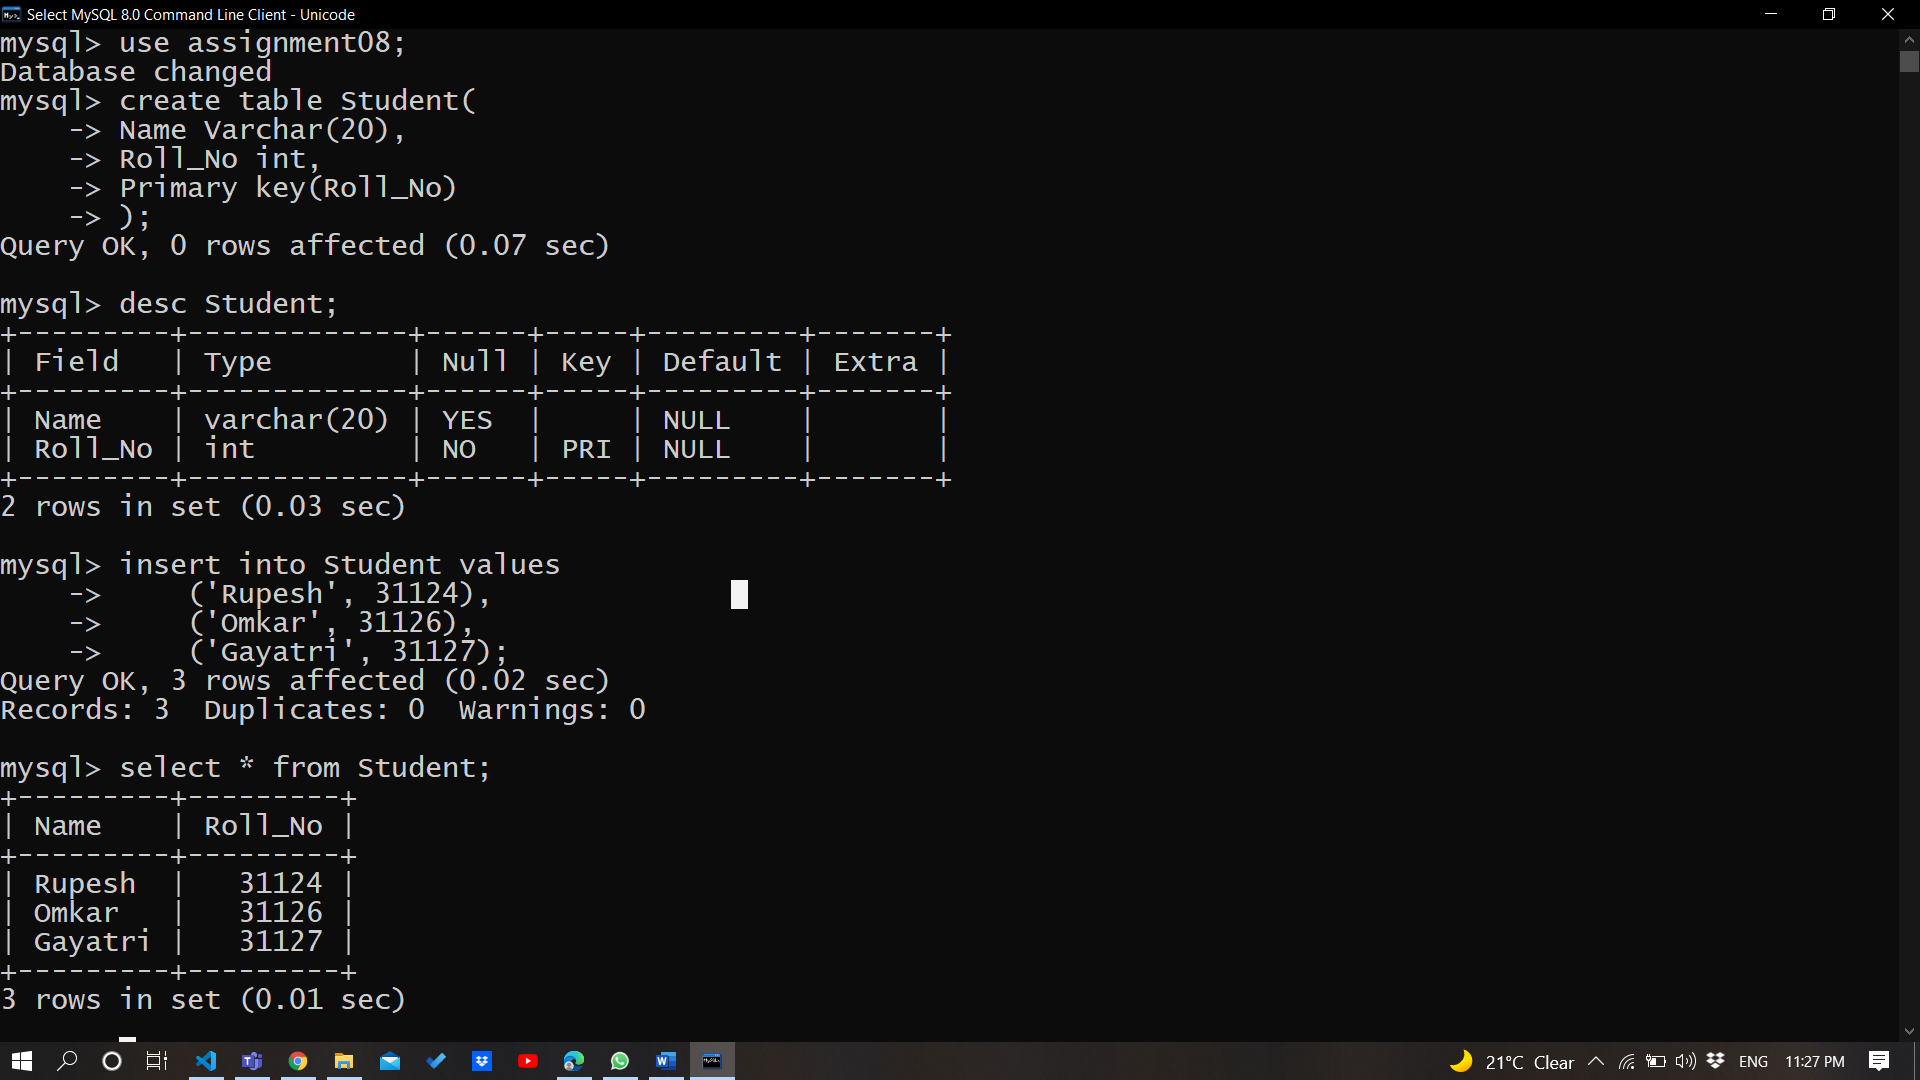 Select MySQL 8.0 Command Line Client - Unicode
mysql> use assignment08;
Database changed
mysql> create table Student(
    -> Name Varchar(20),
    -> Roll_No int,
    -> Primary key(Roll_No)
    -> );
Query OK, 0 rows affected (0.07 sec)
mysql> desc Student;
+---------+-------------+------+-----+---------+-------+
| Field   | Type        | Null | Key | Default | Extra |
+---------+-------------+------+-----+---------+-------+
| Name    | varchar(20) | YES  |     | NULL    |       |
| Roll_No | int         | NO   | PRI | NULL    |       |
+---------+-------------+------+-----+---------+-------+
2 rows in set (0.03 sec)
mysql> insert into Student values
    ->     ('Rupesh', 31124),
    ->     ('Omkar', 31126),
    ->     ('Gayatri', 31127);
Query OK, 3 rows affected (0.02 sec)
Records: 3  Duplicates: 0  Warnings: 0
mysql> select * from Student;
+---------+---------+
| Name    | Roll_No |
+---------+---------+
| Rupesh  |   31124 |
| Omkar   |   31126 |
| Gayatri |   31127 |
+---------+---------+
3 rows in set (0.01 sec)
21°C Clear ENG 11:27 PM